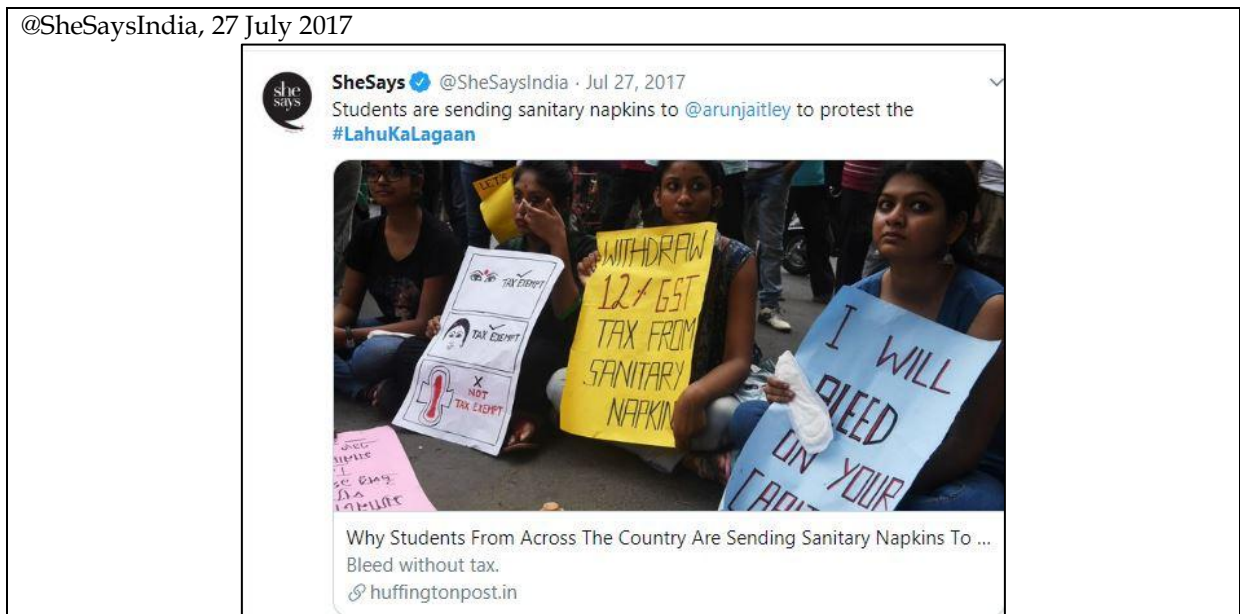 @SheSaysIndia, 27 July 2017
she
says
SheSays @SheSaysIndia · Jul 27, 2017
Students are sending sanitary napkins to @arunjaitley to protest the
#LahuKaLagaan
LET'S
TAX EXEMPT
TAX EXEMPT
X
NOT
TAX EXEMPT
WITHDRAW
12% GST
TAX FROM
SANITARY
NAPKIN
I WILL
BLEED
ON YOUR
Why Students From Across The Country Are Sending Sanitary Napkins To ...
Bleed without tax.
huffingtonpost.in